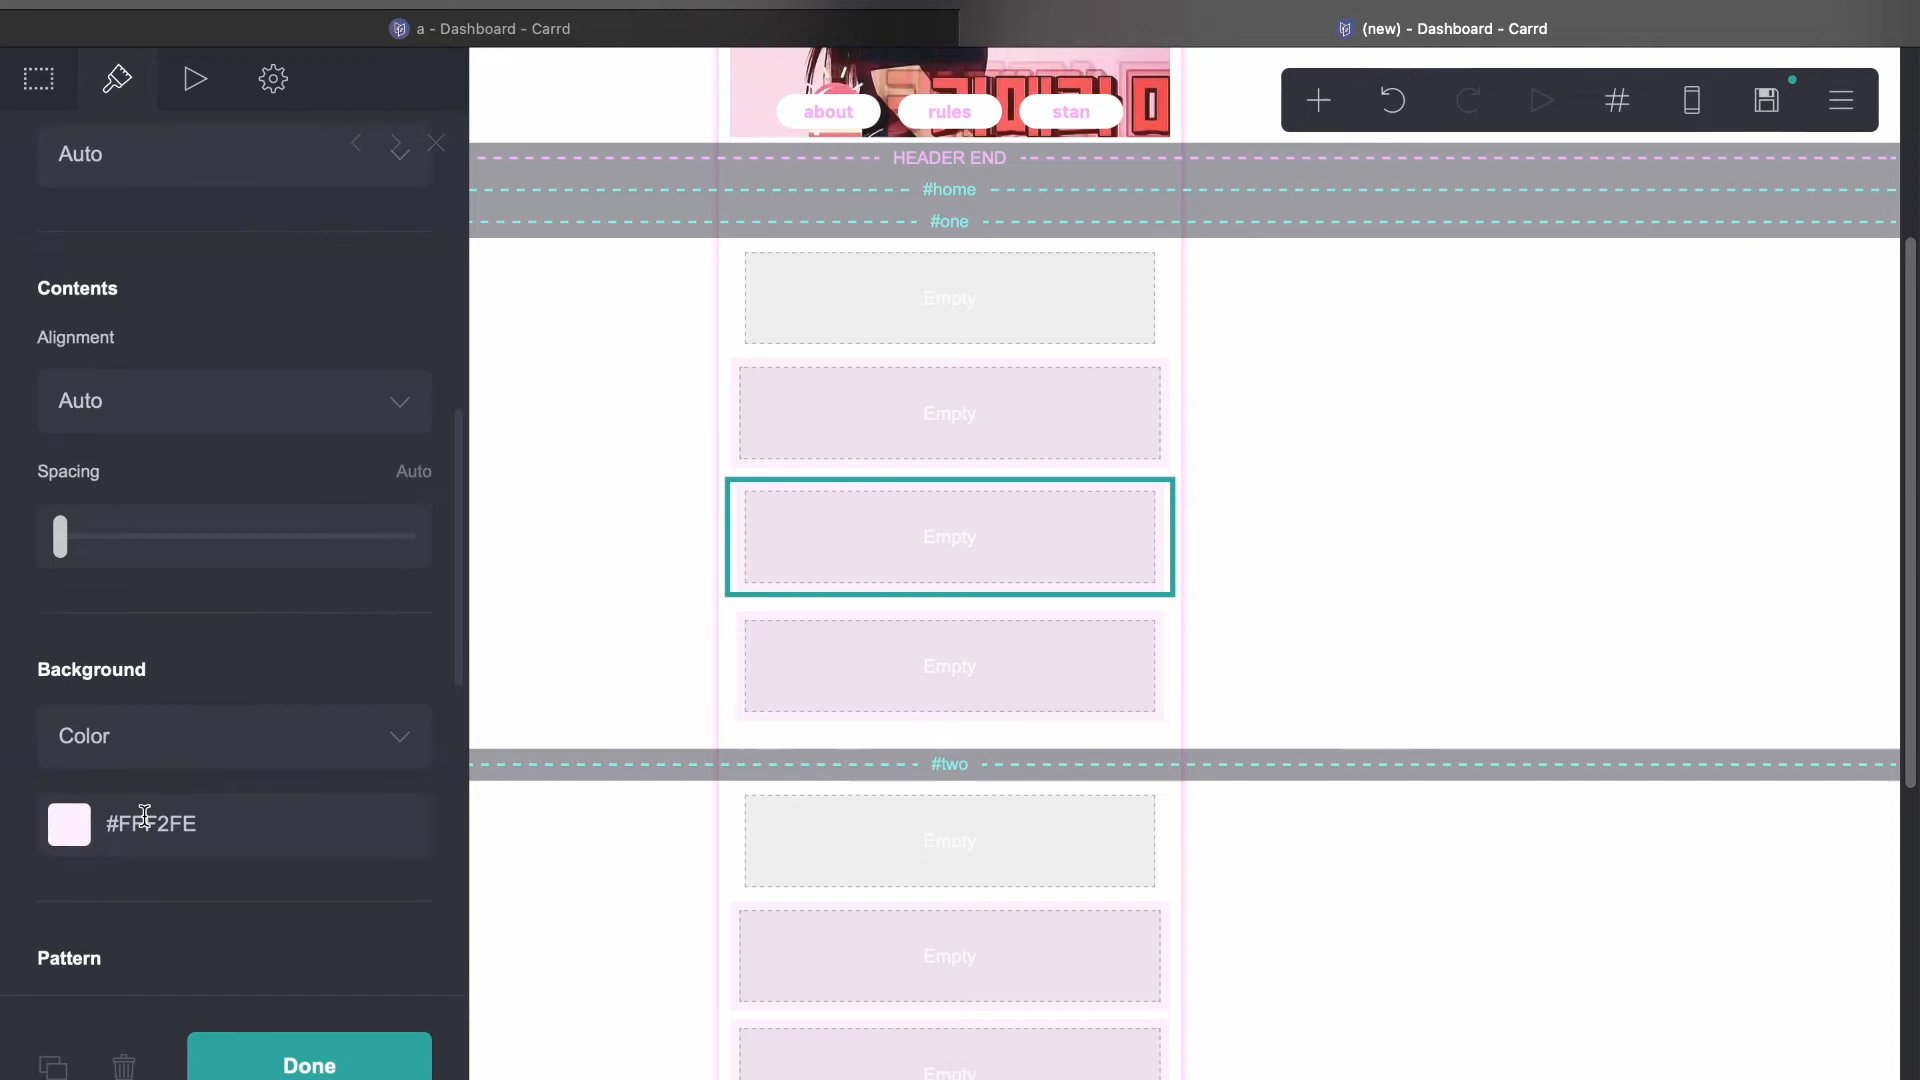 a - Dashboard - Carrd
(new) - Dashboard - Carrd
Auto
Contents
Alignment
Auto
Spacing
Auto
Background
Color
#FFF2FE
Pattern
Done
about
rules
stan
HEADER END
#home
#one
Empty
Empty
Empty
Empty
#two
Empty
Empty
Empty